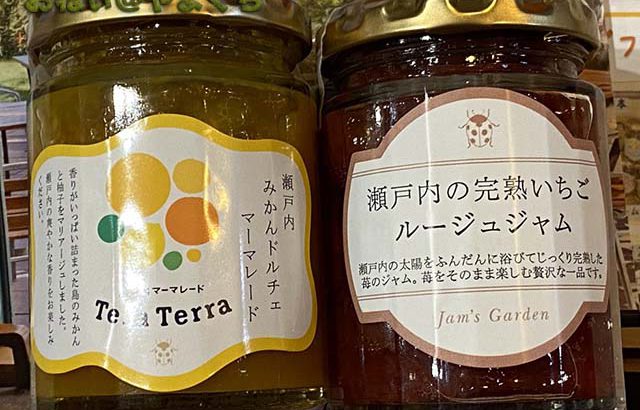 瀬戸内
みかんドルチェ
マーマレード
香りがいっぱい詰まった島のみかん
と柚子をマリアージュしました。
瀬戸内の爽やかな香りをお楽しみ
ください。
マーマレード
Terra Terra
瀬戸内の完熟いちご
ルージュジャム
瀬戸内の太陽をふんだんに浴びてじっくり完熟した
苺のジャム。苺をそのまま楽しむ贅沢な一品です。
Jam's Garden